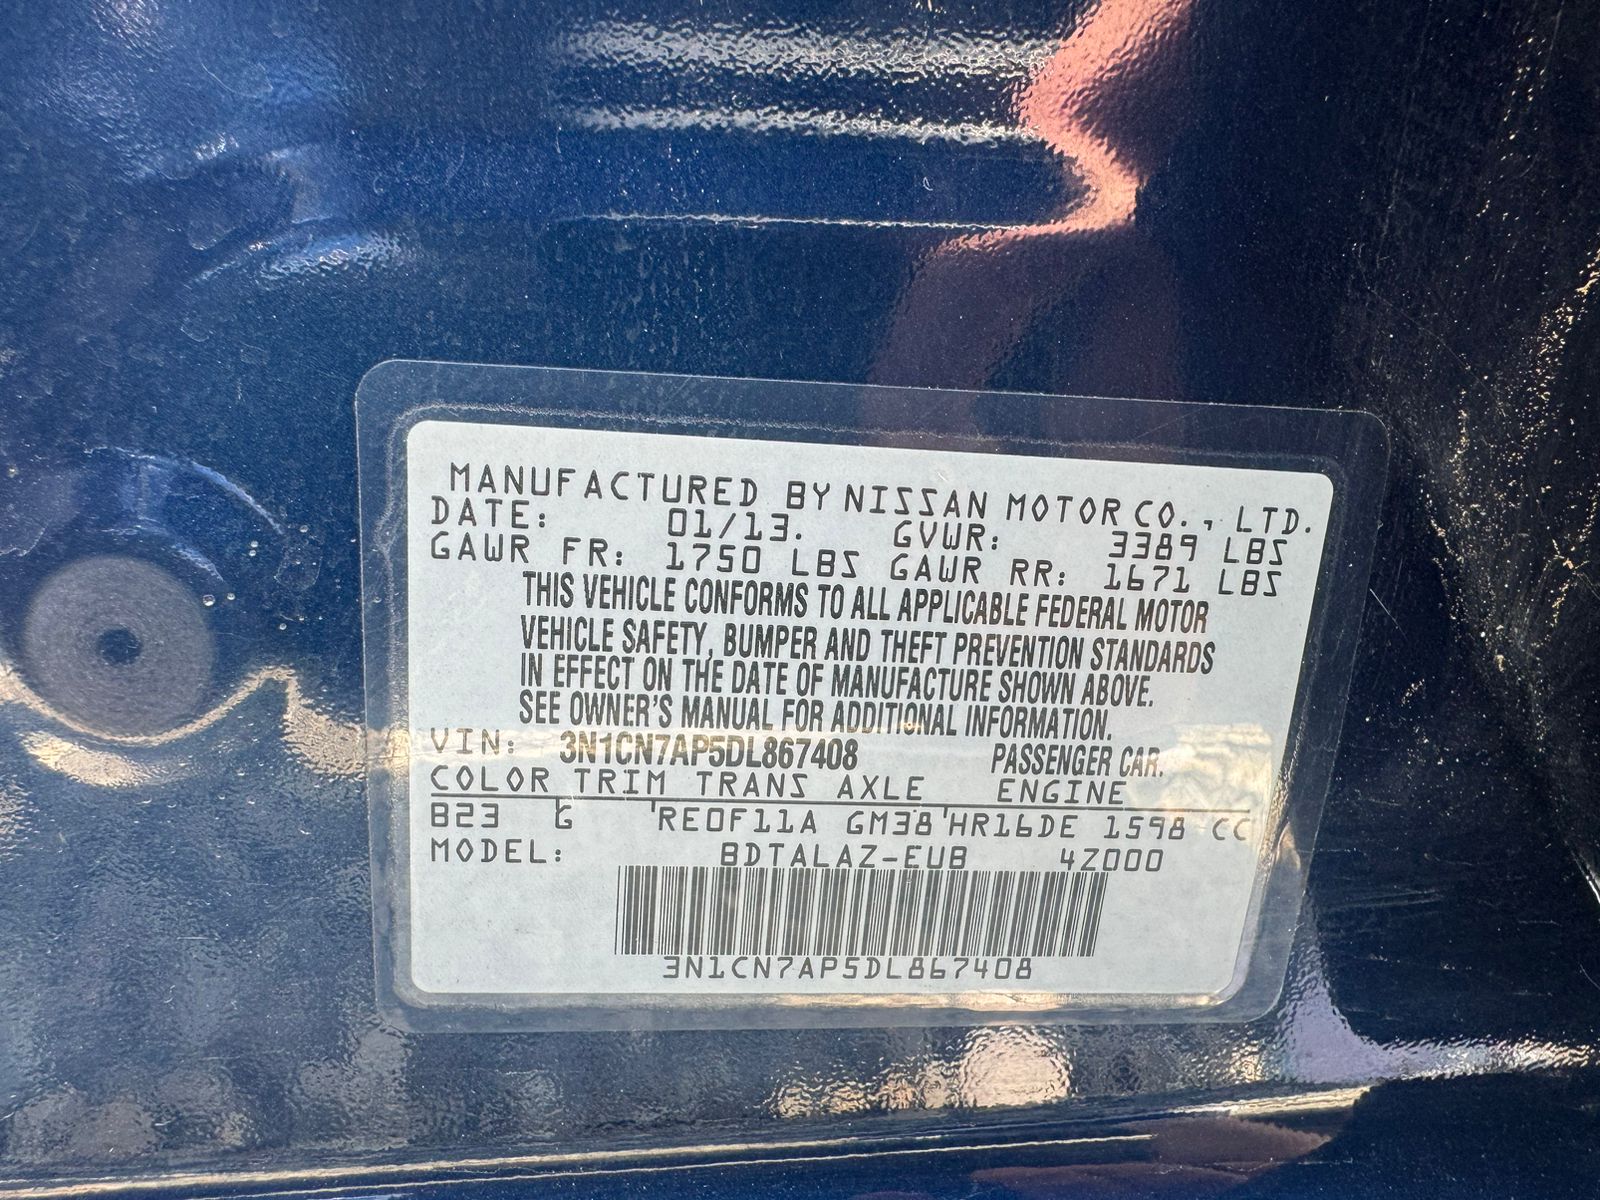 MANUFACTURED BY NISSAN MOTOR CO., LTD.
DATE: 01/13. GVWR: 3389 LBS
GAWR FR: 1750 LBS GAWR RR: 1671 LBS
THIS VEHICLE CONFORMS TO ALL APPLICABLE FEDERAL MOTOR
VEHICLE SAFETY, BUMPER AND THEFT PREVENTION STANDARDS
IN EFFECT ON THE DATE OF MANUFACTURE SHOWN ABOVE.
SEE OWNER'S MANUAL FOR ADDITIONAL INFORMATION.
VIN: 3N1CN7AP5DL867408 PASSENGER CAR.
COLOR TRIM TRANS AXLE ENGINE
B23 G RE0F11A GM38 HR16DE 1598 CC
MODEL: BDTALAZ-EUB 4Z000
3N1CN7AP5DL867408